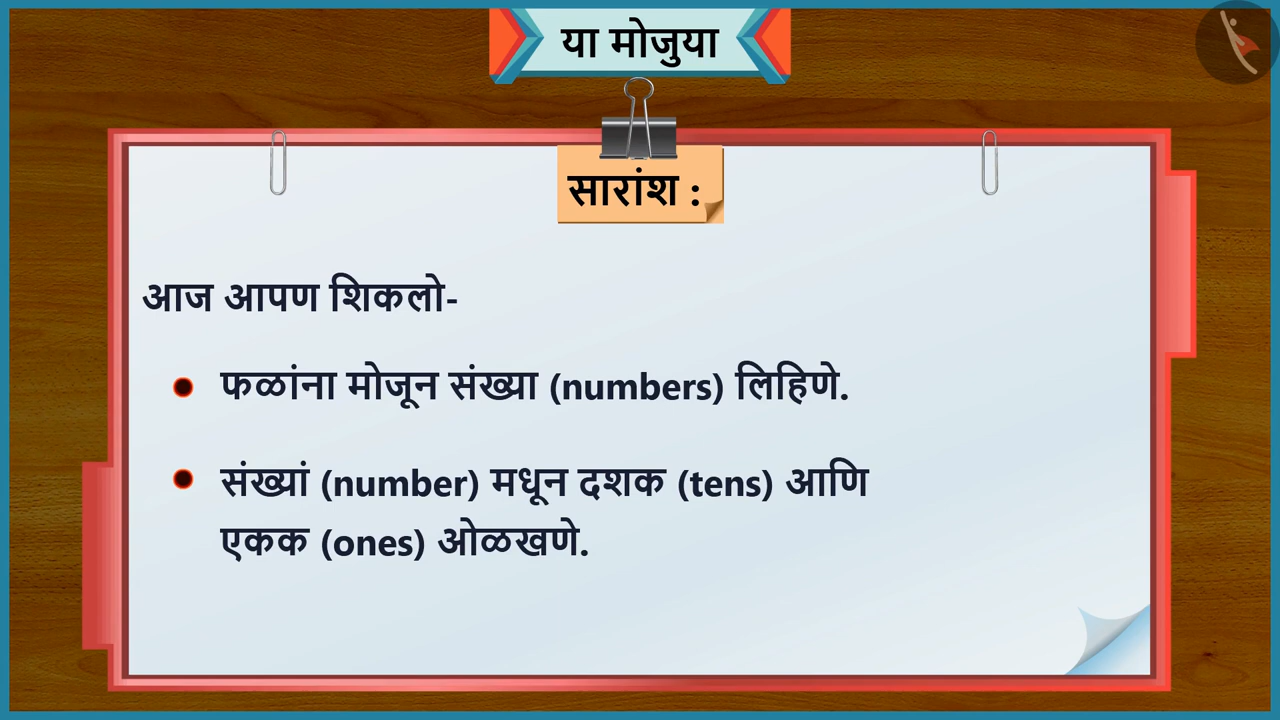 या मोजुया
सारांश :
आज आपण शिकलो-
फळांना मोजून संख्या (numbers) लिहिणे.
संख्यां (number) मधून दशक (tens) आणि
एकक (ones) ओळखणे.